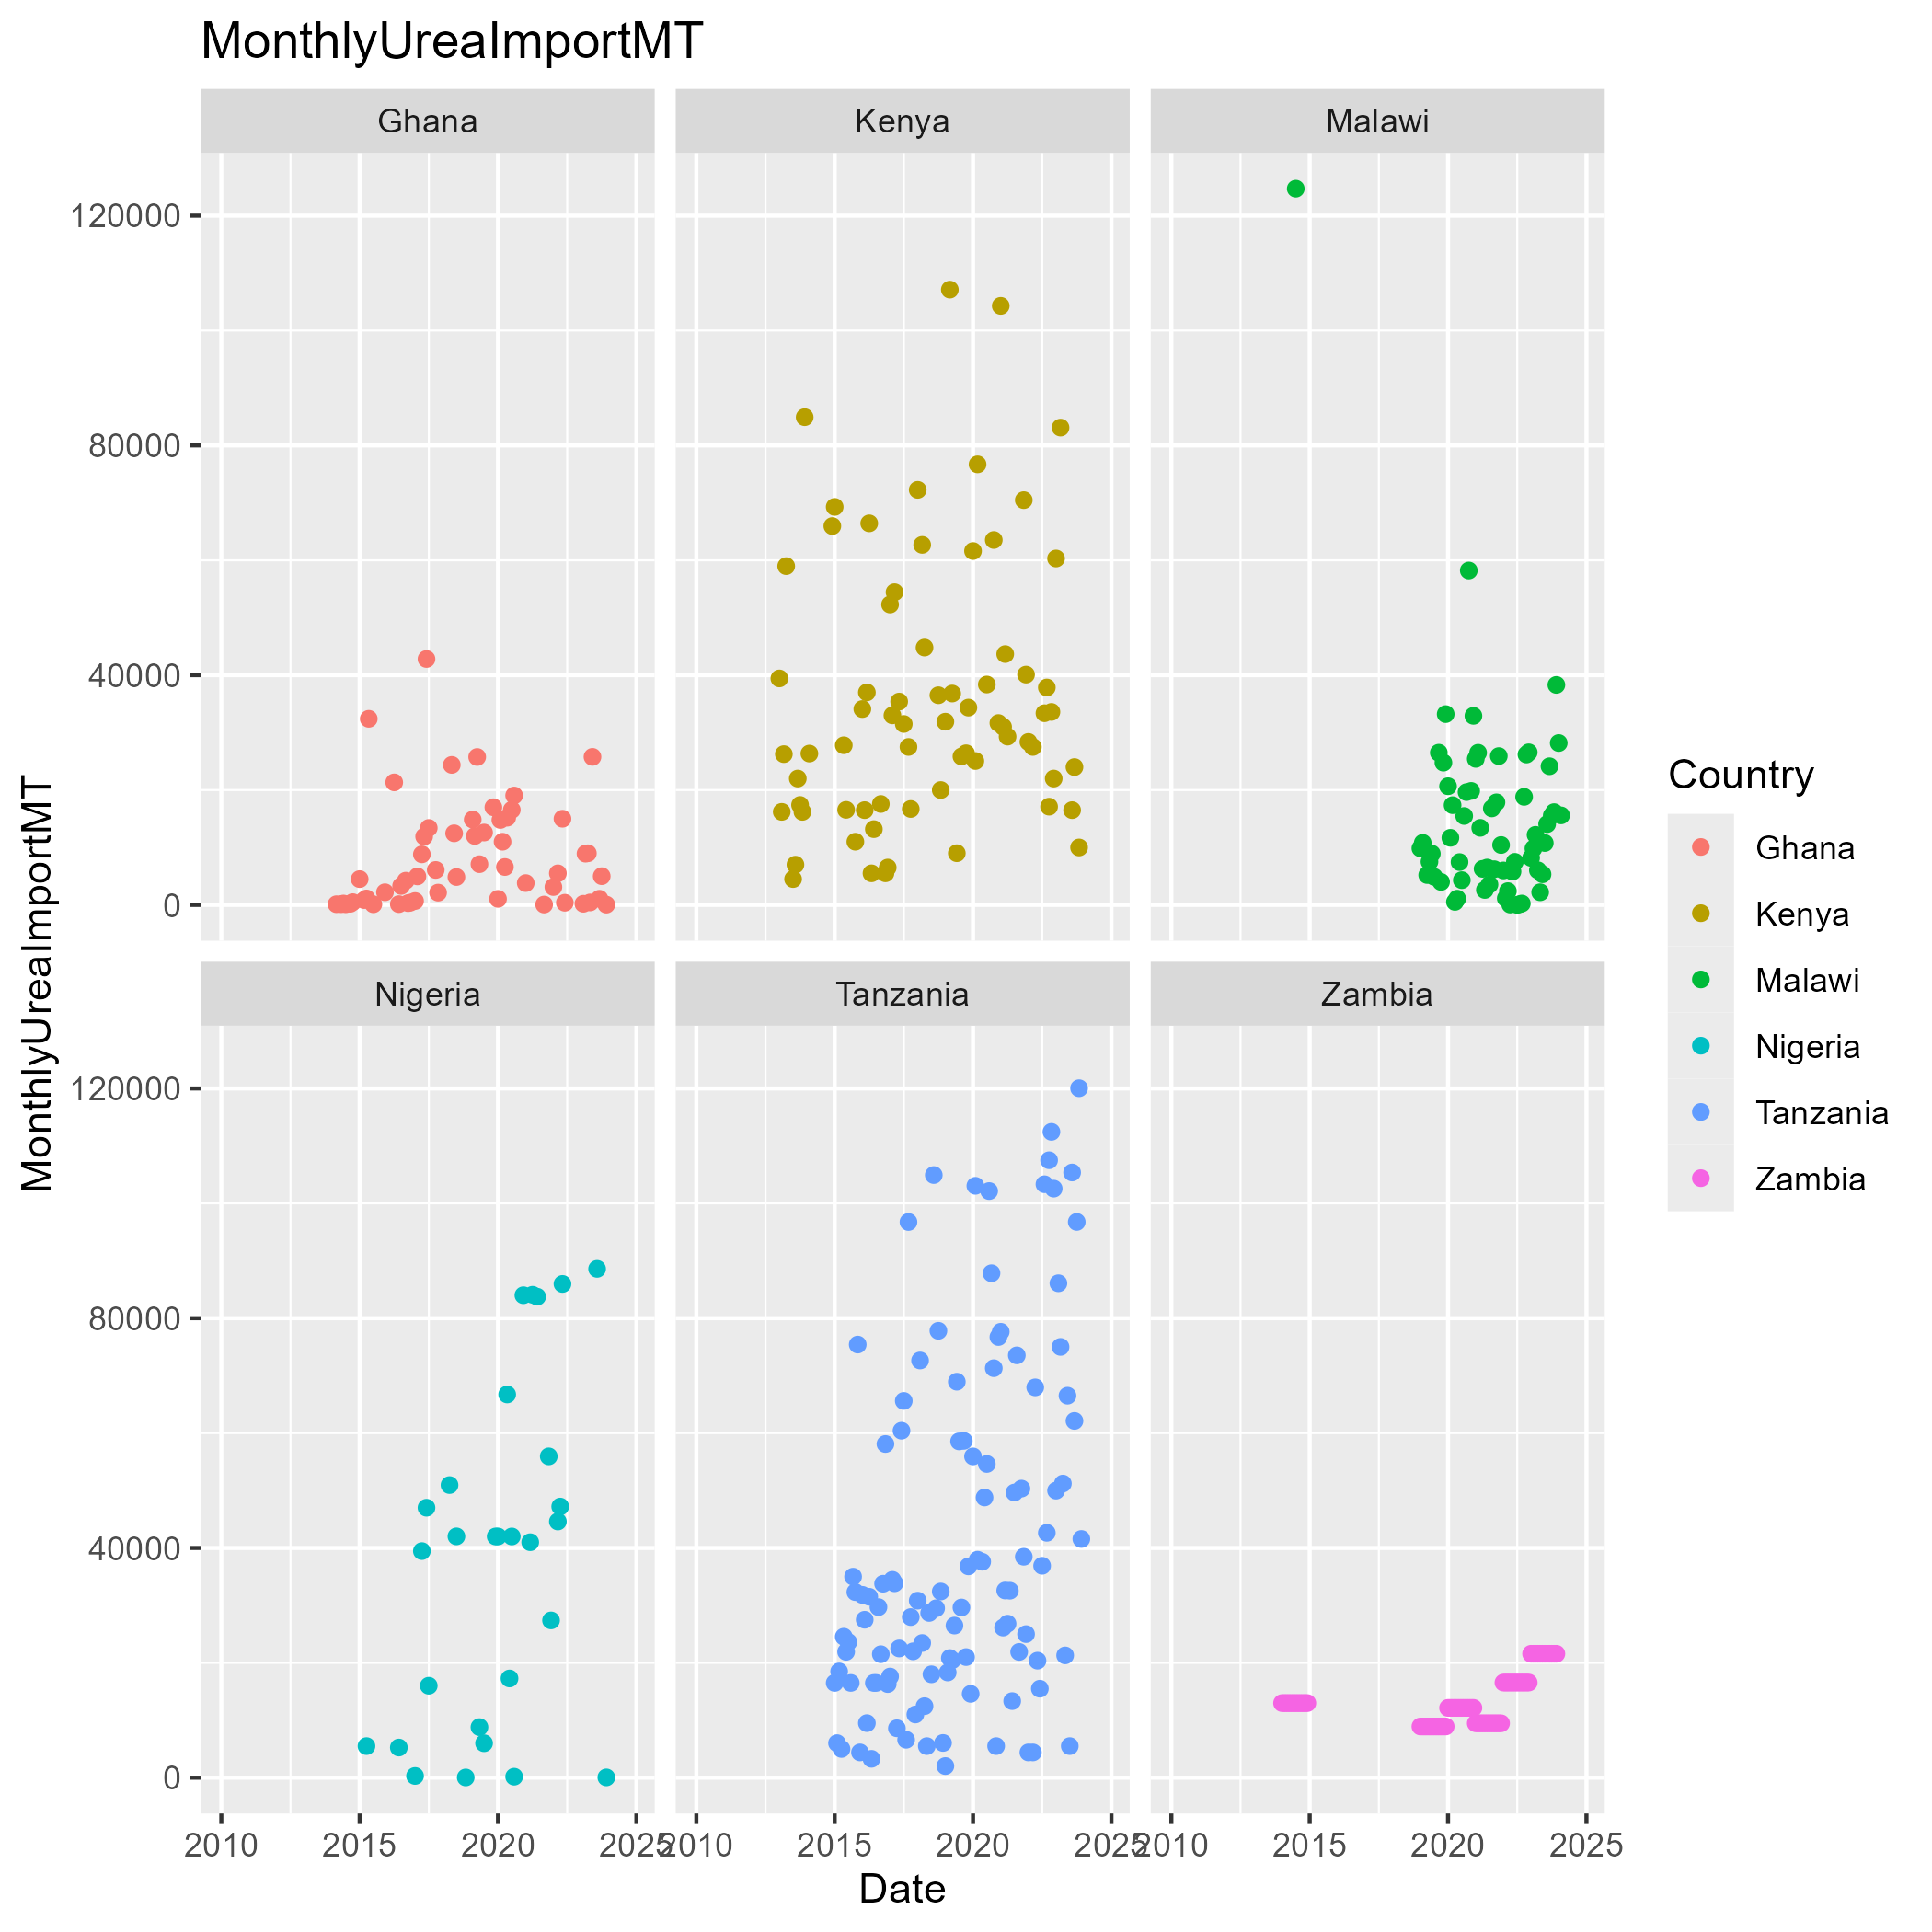 MonthlyUreaImportMT
Ghana Kenya Malawi
120000
80000
40000
0
Nigeria Tanzania Zambia
120000
80000
40000
0
2010 2015 2020 2025 2010 2015 2020 2025 2010 2015 2020 2025
Date
MonthlyUreaImportMT
Country
Ghana
Kenya
Malawi
Nigeria
Tanzania
Zambia